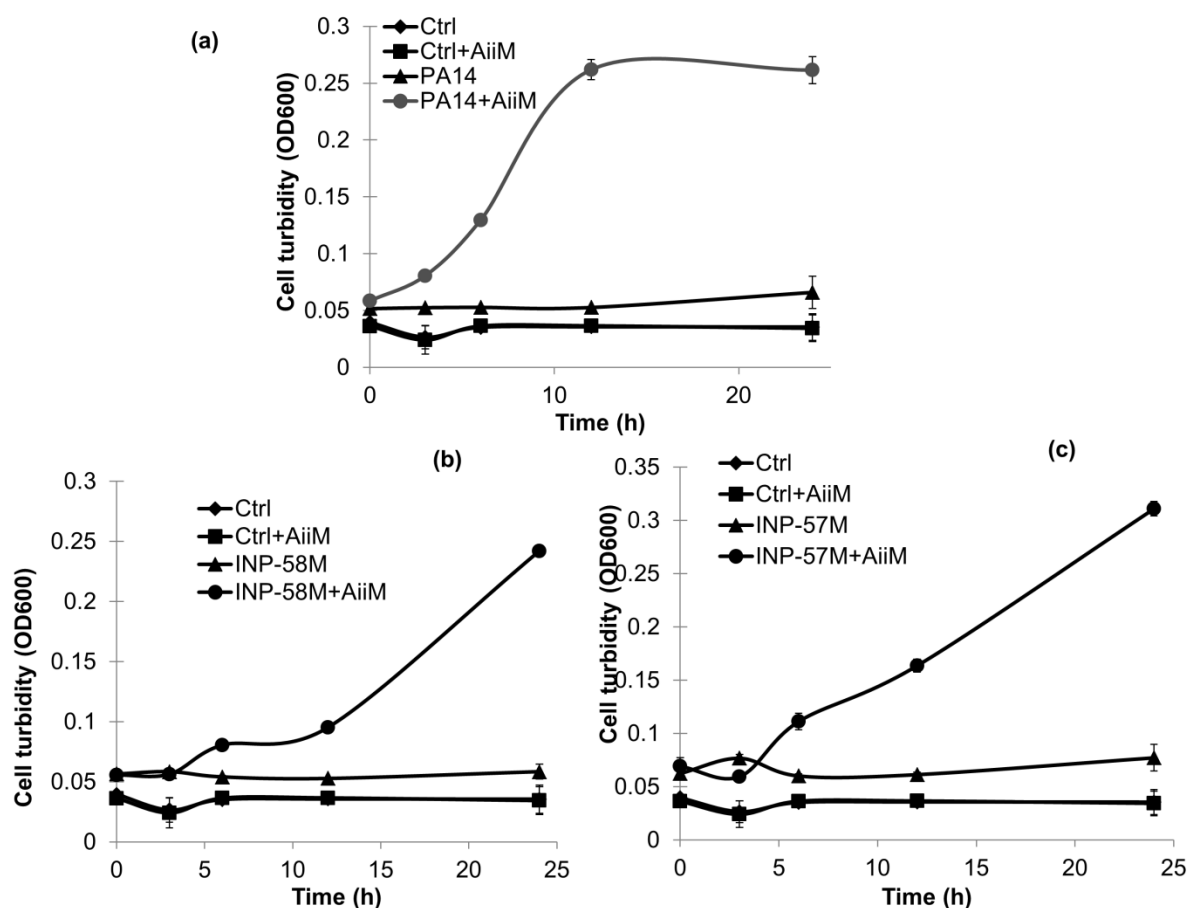 (a)
Ctrl
Ctrl+AiiM
PA14
PA14+AiiM
Cell turbidity (OD600)
0.3
0.25
0.2
0.15
0.1
0.05
0
0 10 20
Time (h)
(b)
Ctrl
Ctrl+AiiM
INP-58M
INP-58M+AiiM
Cell turbidity (OD600)
0.3
0.25
0.2
0.15
0.1
0.05
0
0 5 10 15 20 25
Time (h)
(c)
Ctrl
Ctrl+AiiM
INP-57M
INP-57M+AiiM
Cell turbidity (OD600)
0.35
0.3
0.25
0.2
0.15
0.1
0.05
0
0 5 10 15 20 25
Time (h)